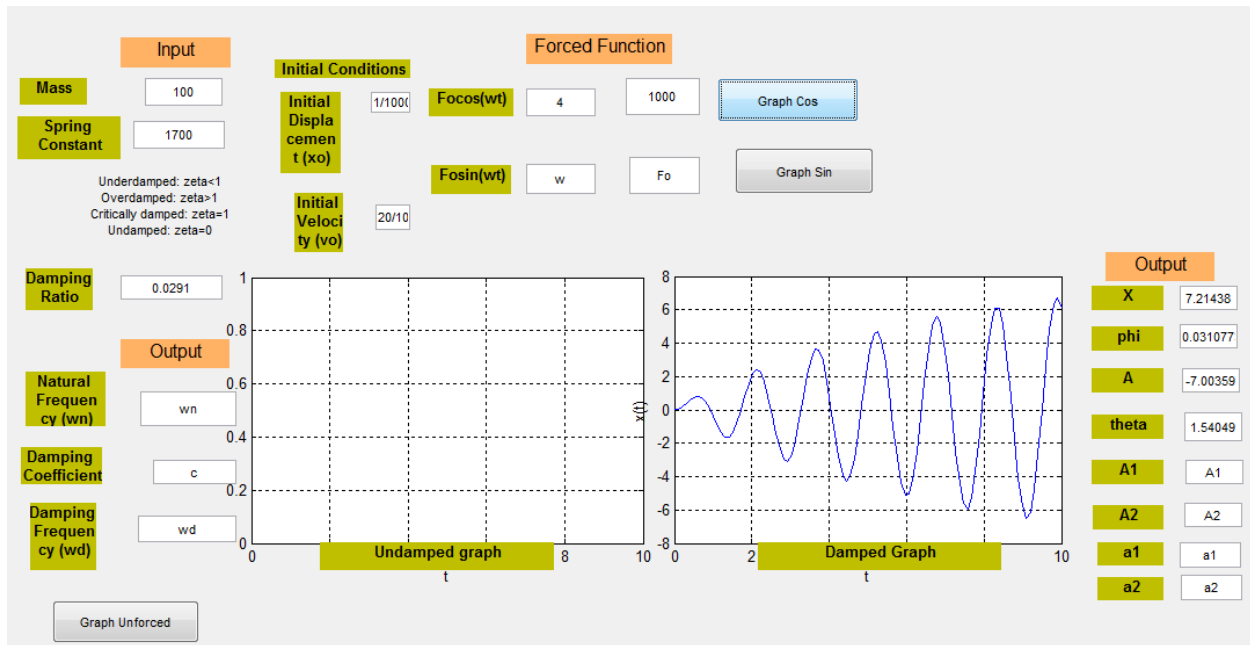 Input
Forced Function
Initial Conditions
Mass
100
Initial
Displa
cemen
t (xo)
1/1000
Focos(wt)
4
1000
Graph Cos
Spring
Constant
1700
Fosin(wt)
w
Fo
Graph Sin
Underdamped: zeta<1
Overdamped: zeta>1
Critically damped: zeta=1
Undamped: zeta=0
Initial
Veloci
ty (vo)
20/10
Damping
Ratio
0.0291
Output
Natural
Frequen
cy (wn)
wn
Damping
Coefficient
c
Damping
Frequen
cy (wd)
wd
Graph Unforced
1
0.8
0.6
0.4
0.2
0
0
Undamped graph
8
10
t
x(t)
8
6
4
2
0
-2
-4
-6
-8
0
2
Damped Graph
10
t
Output
X
7.21438
phi
0.031077
A
-7.00359
theta
1.54049
A1
A1
A2
A2
a1
a1
a2
a2